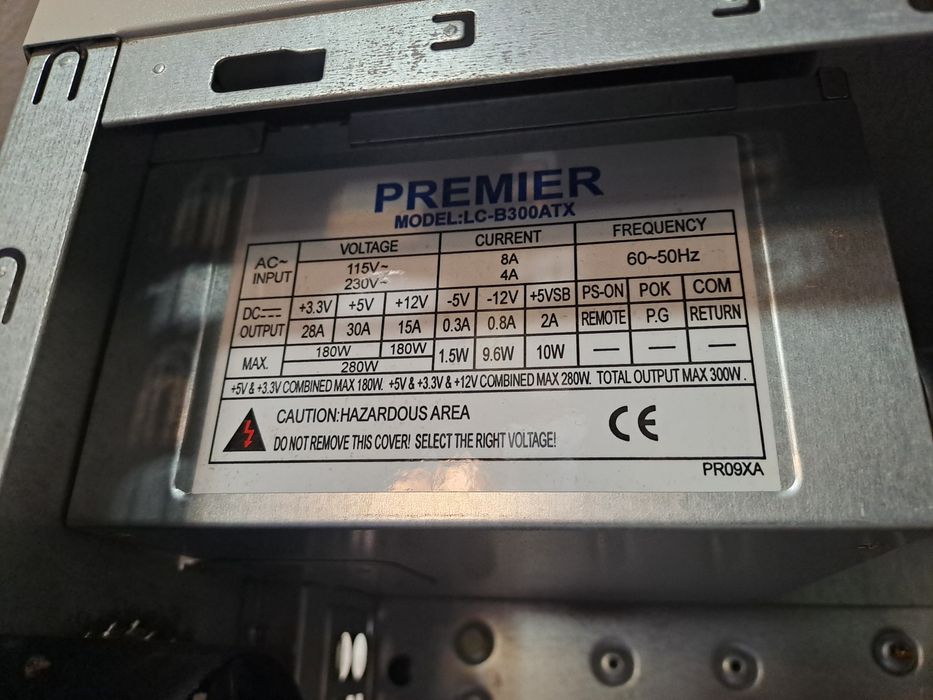 PREMIER
MODEL:LC-B300ATX
AC~ INPUT VOLTAGE CURRENT FREQUENCY
115V~ 8A 60~50Hz
230V~ 4A
DC⎓ OUTPUT +3.3V +5V +12V -5V -12V +5VSB PS-ON POK COM
28A 30A 15A 0.3A 0.8A 2A REMOTE P.G RETURN
MAX. 180W 180W 1.5W 9.6W 10W — — —
280W
+5V & +3.3V COMBINED MAX 180W. +5V & +3.3V & +12V COMBINED MAX 280W. TOTAL OUTPUT MAX 300W.
CAUTION:HAZARDOUS AREA
DO NOT REMOVE THIS COVER! SELECT THE RIGHT VOLTAGE!
CE
PR09XA